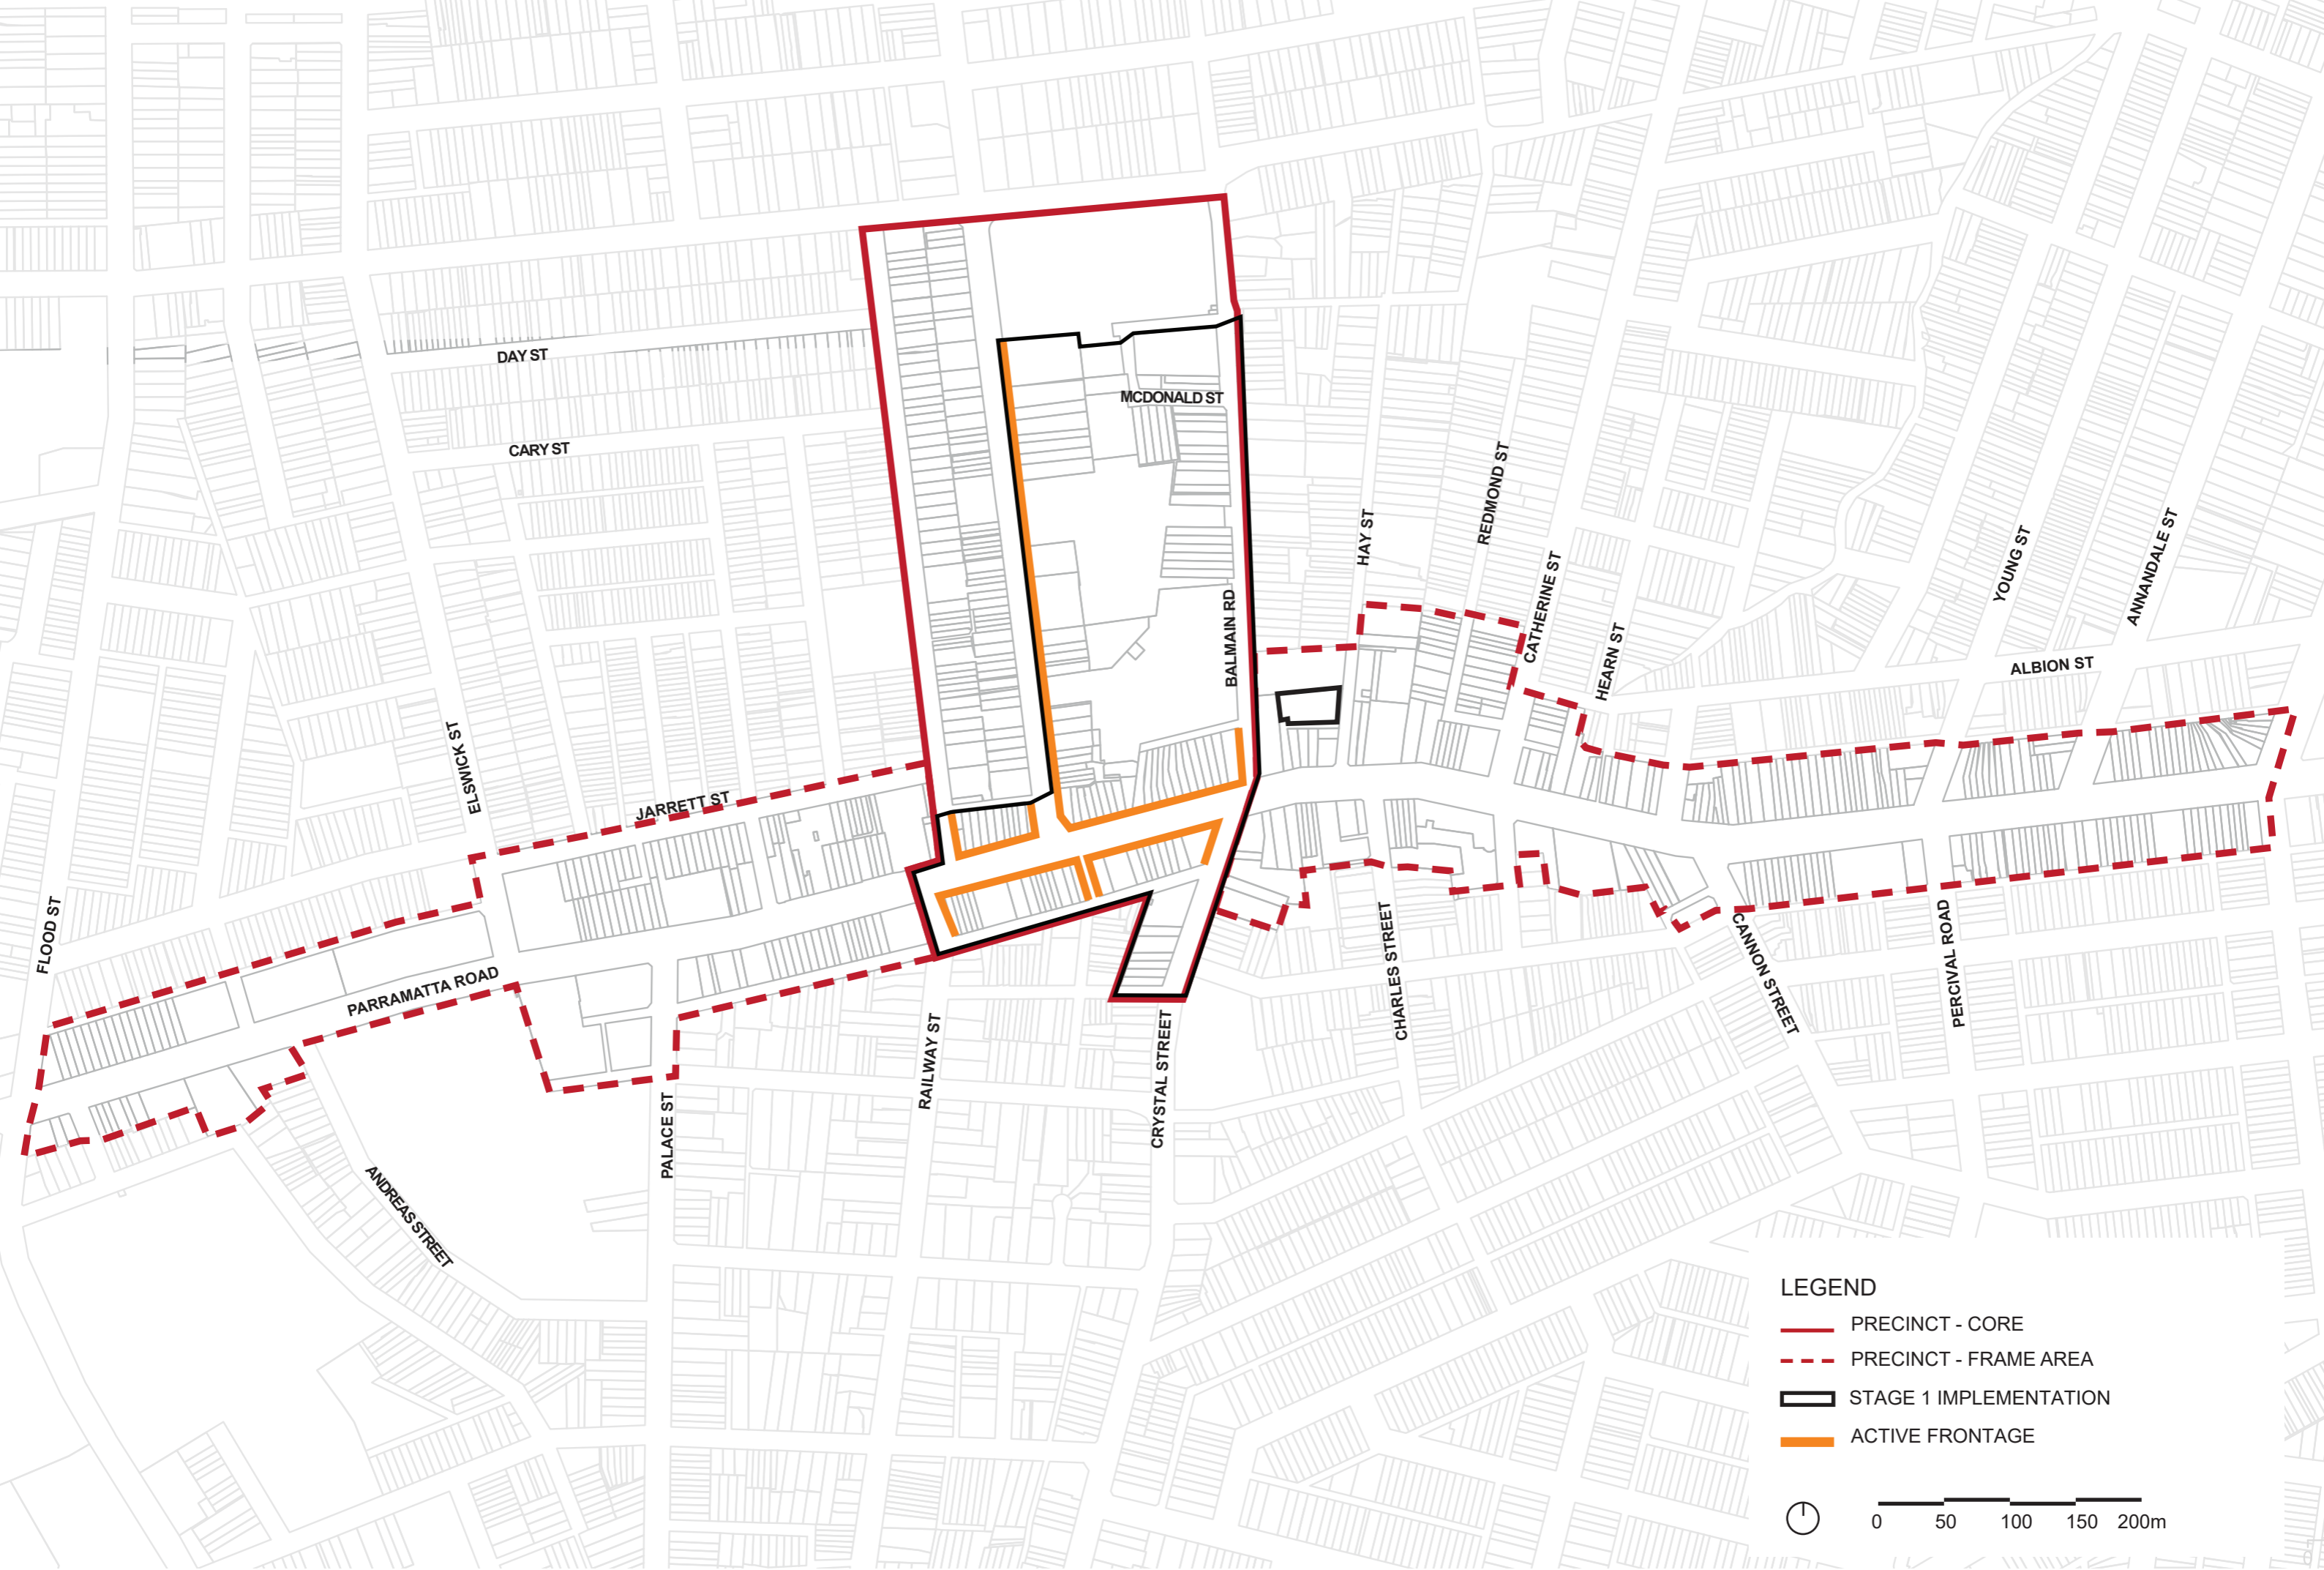 DAY ST
MCDONALD ST
CARY ST
REDMOND ST
HAY ST
YOUNG ST
ANNANDALE ST
CATHERINE ST
BALMAIN RD
HEARN ST
ALBION ST
ELSWICK ST
JARRETT ST
FLOOD ST
PARRAMATTA ROAD
CHARLES STREET
CANNON STREET
PERCIVAL ROAD
RAILWAY ST
CRYSTAL STREET
PALACE ST
ANDREAS STREET
LEGEND
PRECINCT - CORE
PRECINCT - FRAME AREA
STAGE 1 IMPLEMENTATION
ACTIVE FRONTAGE
0 50 100 150 200m